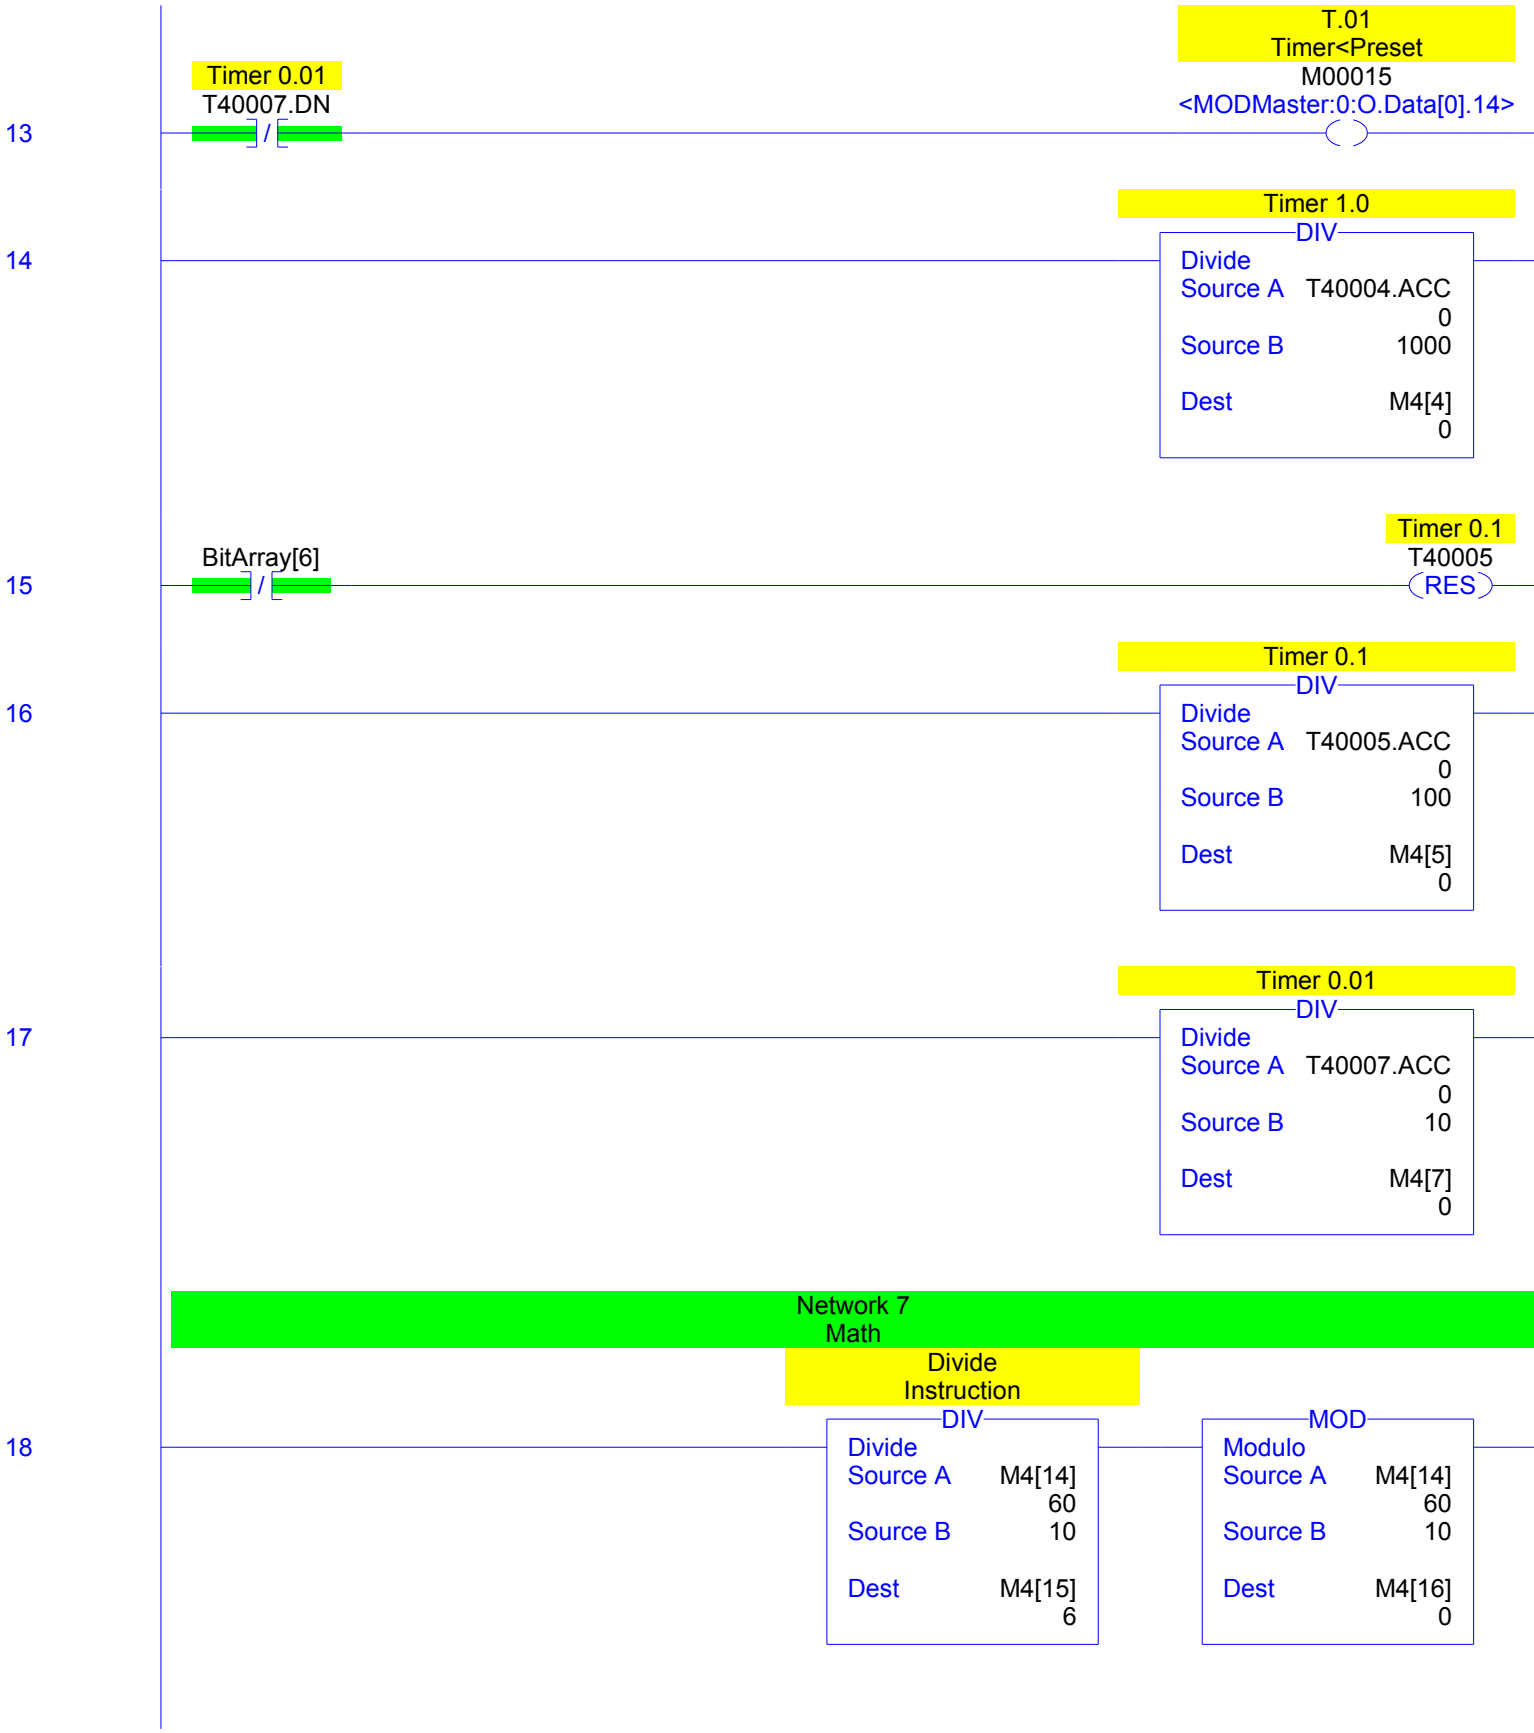 T.01
Timer<Preset
Timer 0.01
M00015
T40007.DN
<MODMaster:0:O.Data[0].14>
13
/
Timer 1.0
DIV
14
Divide
Source A T40004.ACC
0
Source B 1000
Dest M4[4]
0
Timer 0.1
BitArray[6]
T40005
15
/
RES
Timer 0.1
DIV
16
Divide
Source A T40005.ACC
0
Source B 100
Dest M4[5]
0
Timer 0.01
DIV
17
Divide
Source A T40007.ACC
0
Source B 10
Dest M4[7]
0
Network 7
Math
Divide
Instruction
DIV
MOD
18
Divide
Source A M4[14]
60
Source B 10
Dest M4[15]
6
Modulo
Source A M4[14]
60
Source B 10
Dest M4[16]
0